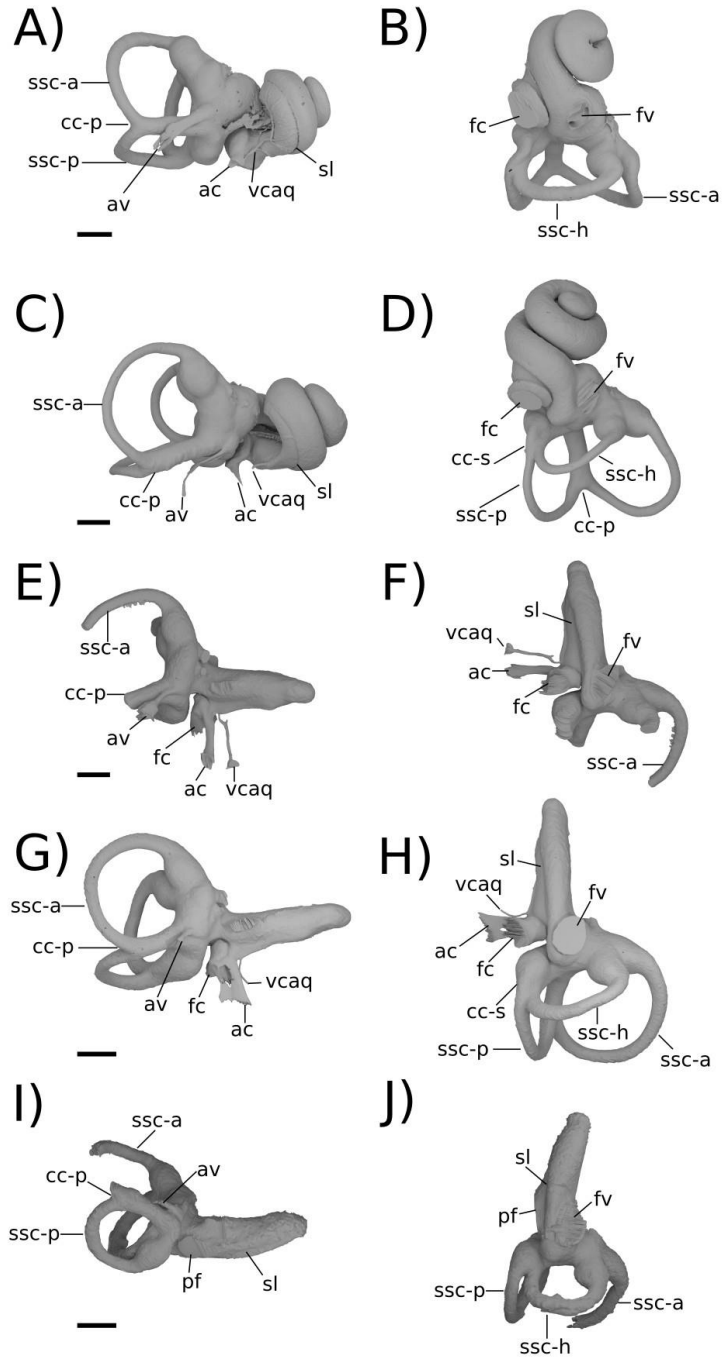 A)
ssc-a
cc-p
ssc-p
av
ac
vcaq
sl
B)
fc
fv
ssc-a
ssc-h
C)
ssc-a
cc-p
av
ac
vcaq
sl
D)
fv
fc
cc-s
ssc-h
ssc-p
cc-p
E)
ssc-a
cc-p
av
fc
ac
vcaq
F)
sl
vcaq
fv
ac
fc
ssc-a
G)
ssc-a
cc-p
av
fc
vcaq
ac
H)
sl
vcaq
fv
ac
fc
cc-s
ssc-h
ssc-p
ssc-a
I)
ssc-a
cc-p
av
ssc-p
pf
sl
J)
sl
pf
fv
ssc-p
ssc-a
ssc-h